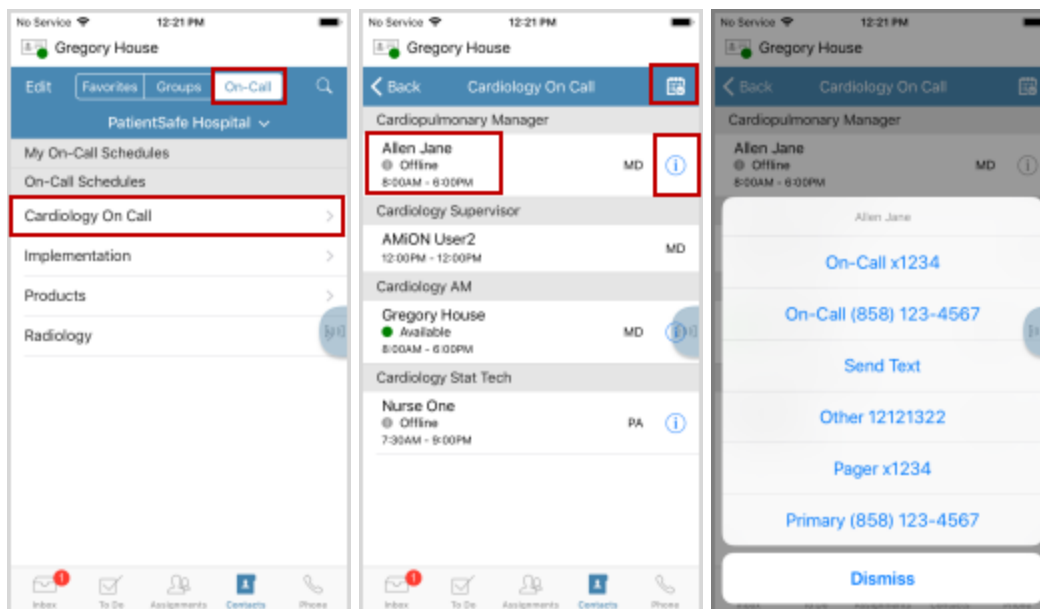 No Service 12:21 PM
Gregory House
Edit Favorites Groups On-Call
PatientSafe Hospital
My On-Call Schedules
On-Call Schedules
Cardiology On Call
Implementation
Products
Radiology
1
Inbox To Do Assignments Contacts Phone
No Service 12:21 PM
Gregory House
Back Cardiology On Call
Cardiopulmonary Manager
Allen Jane
Offline MD
8:00AM - 6:00PM
Cardiology Supervisor
AMiON User2 MD
12:00PM - 12:00PM
Cardiology AM
Gregory House
Available MD
8:00AM - 6:00PM
Cardiology Stat Tech
Nurse One
Offline PA
7:30AM - 9:00PM
1
Inbox To Do Assignments Contacts Phone
No Service 12:21 PM
Gregory House
Back Cardiology On Call
Cardiopulmonary Manager
Allen Jane
Offline MD
8:00AM - 6:00PM
Allen Jane
On-Call x1234
On-Call (858) 123-4567
Send Text
Other 12121322
Pager x1234
Primary (858) 123-4567
Dismiss